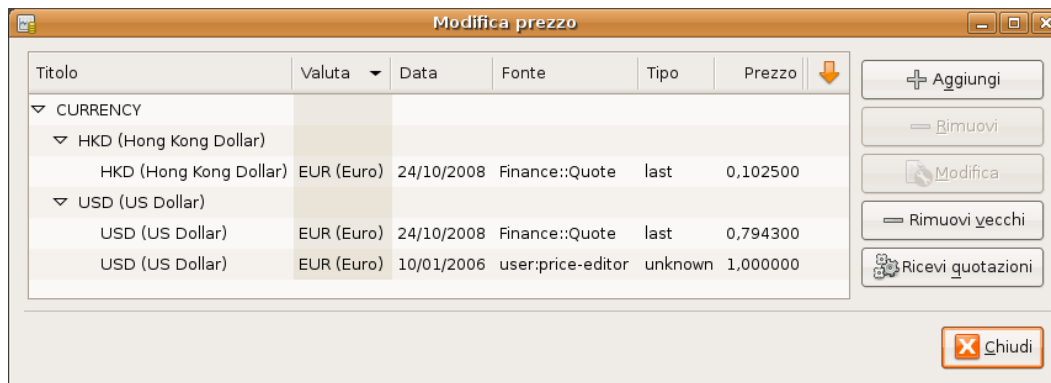 Modifica prezzo
Titolo Valuta Data Fonte Tipo Prezzo
CURRENCY
HKD (Hong Kong Dollar)
HKD (Hong Kong Dollar) EUR (Euro) 24/10/2008 Finance::Quote last 0,102500
USD (US Dollar)
USD (US Dollar) EUR (Euro) 24/10/2008 Finance::Quote last 0,794300
USD (US Dollar) EUR (Euro) 10/01/2006 user:price-editor unknown 1,000000
Aggiungi
Rimuovi
Modifica
Rimuovi vecchi
Ricevi quotazioni
Chiudi